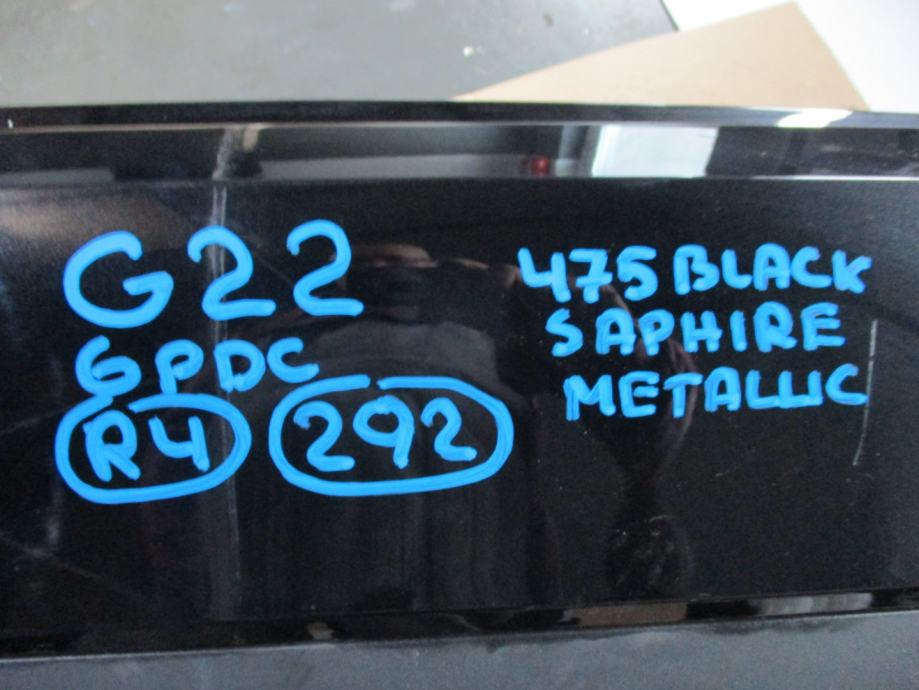 G22
6PDC
R4 292
475 BLACK
SAPHIRE
METALLIC